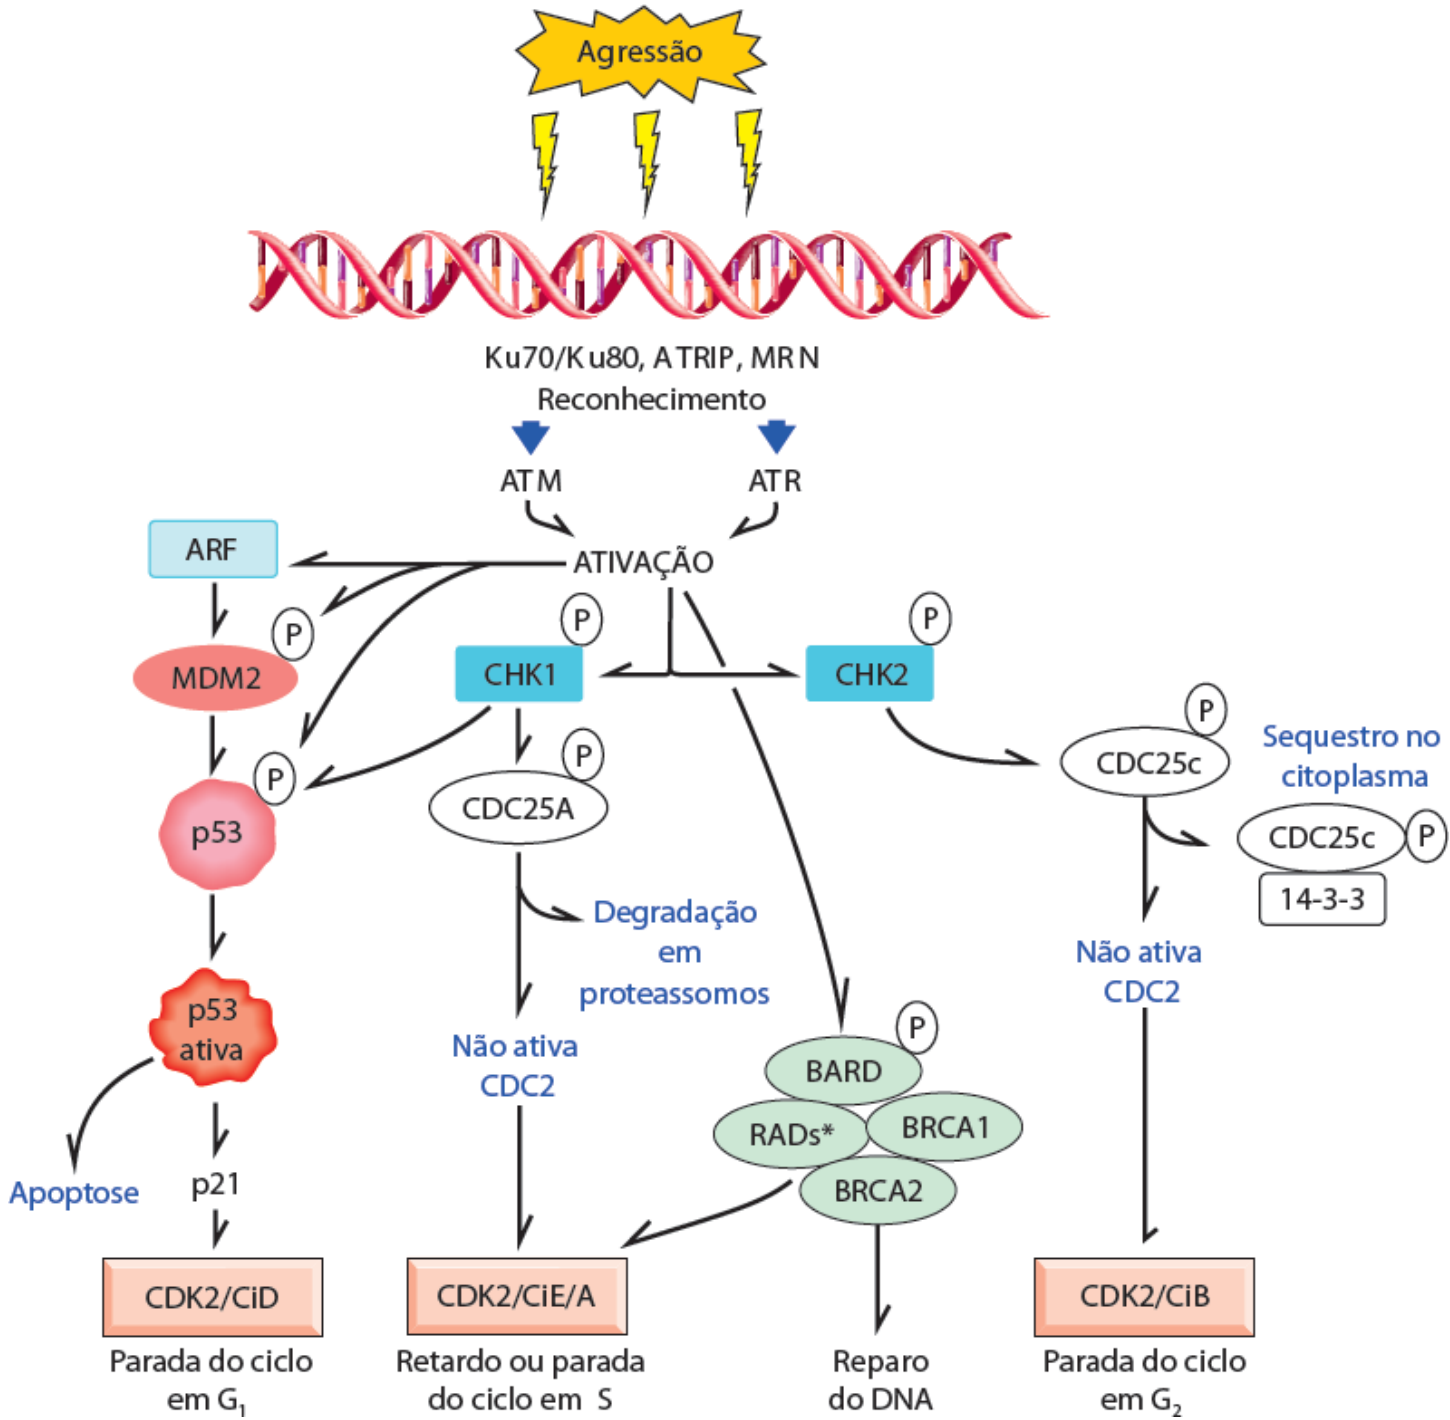 Agressão
Ku70/Ku80, ATRIP, MRN
Reconhecimento
ATM
ATR
ATIVAÇÃO
ARF
P
MDM2
P
CHK1
P
CHK2
P
p53
P
CDC25A
P
CDC25c
Sequestro no
citoplasma
CDC25c
P
14-3-3
Degradação
em
proteassomos
Não ativa
CDC2
p53
ativa
Não ativa
CDC2
P
BARD
RADs*
BRCA1
BRCA2
Apoptose
p21
CDK2/CiD
CDK2/CiE/A
CDK2/CiB
Parada do ciclo
em G₁
Retardo ou parada
do ciclo em S
Reparo
do DNA
Parada do ciclo
em G₂